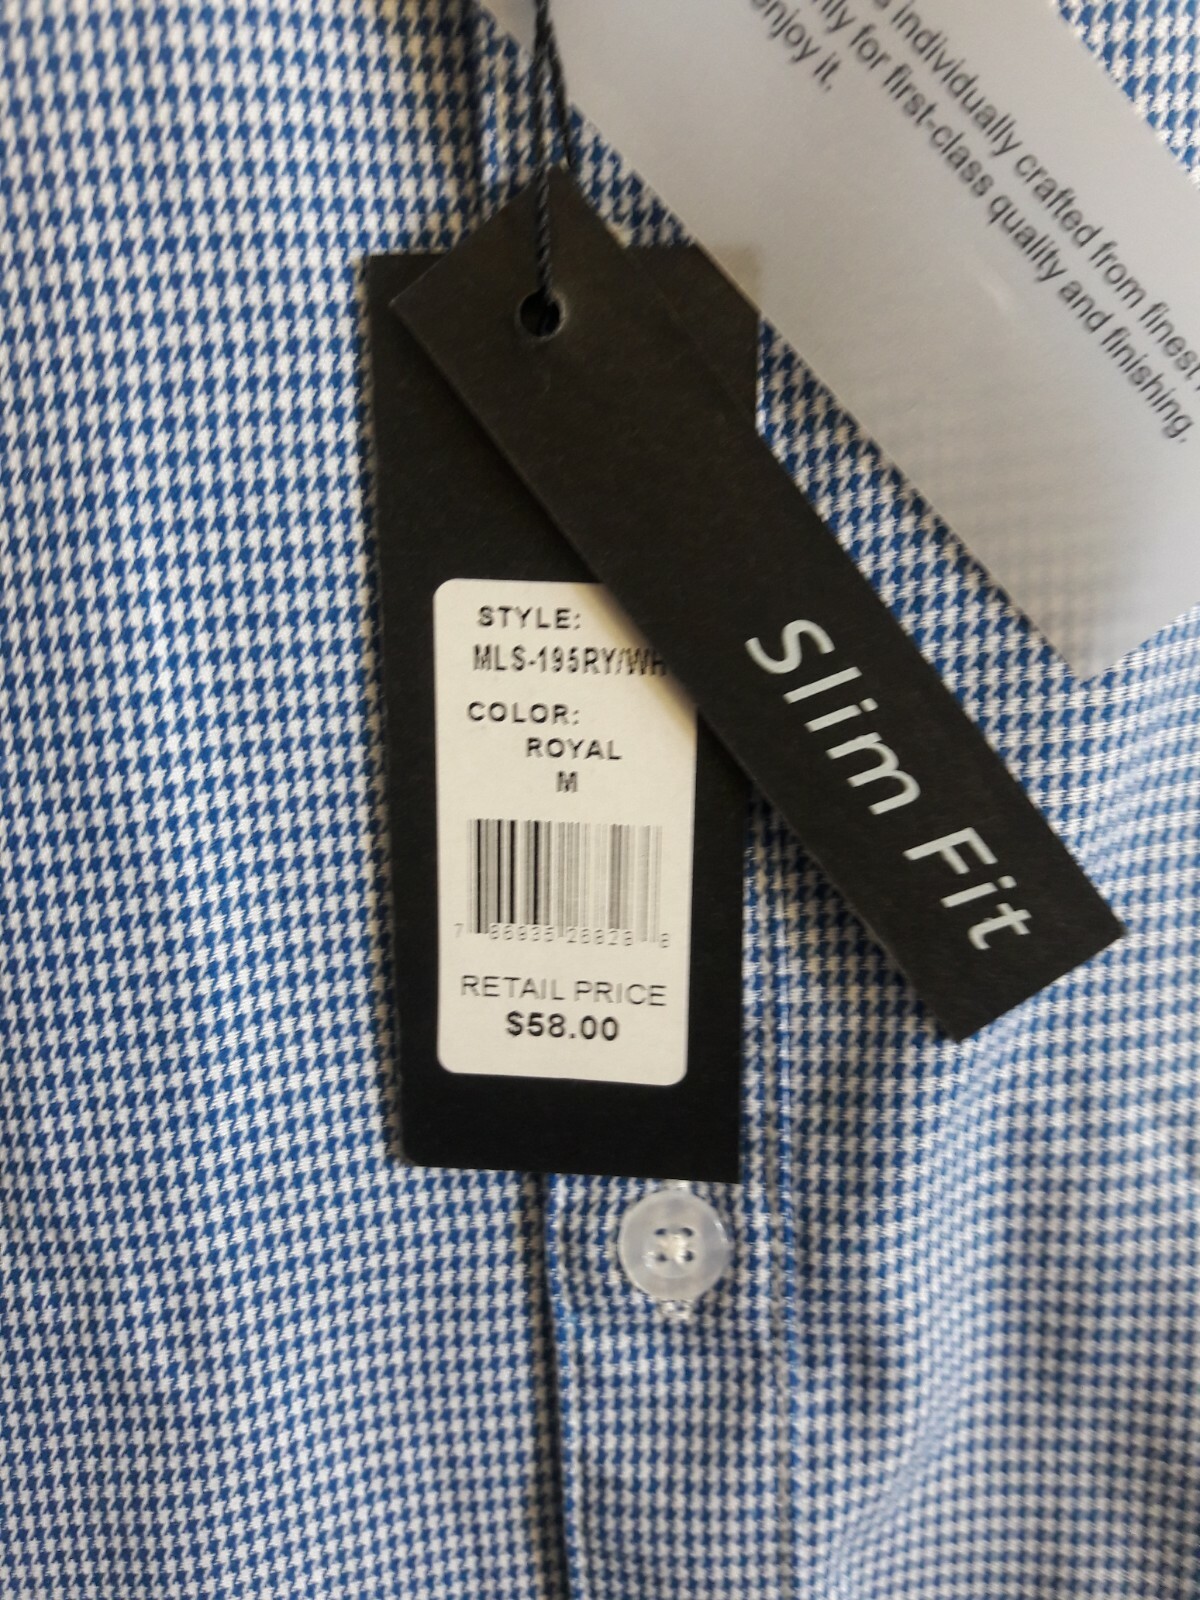 individually crafted from finest
for first-class quality and finishing.
enjoy it.
Slim Fit
STYLE:
MLS-195RY/WH
COLOR:
ROYAL
M
RETAIL PRICE
$58.00